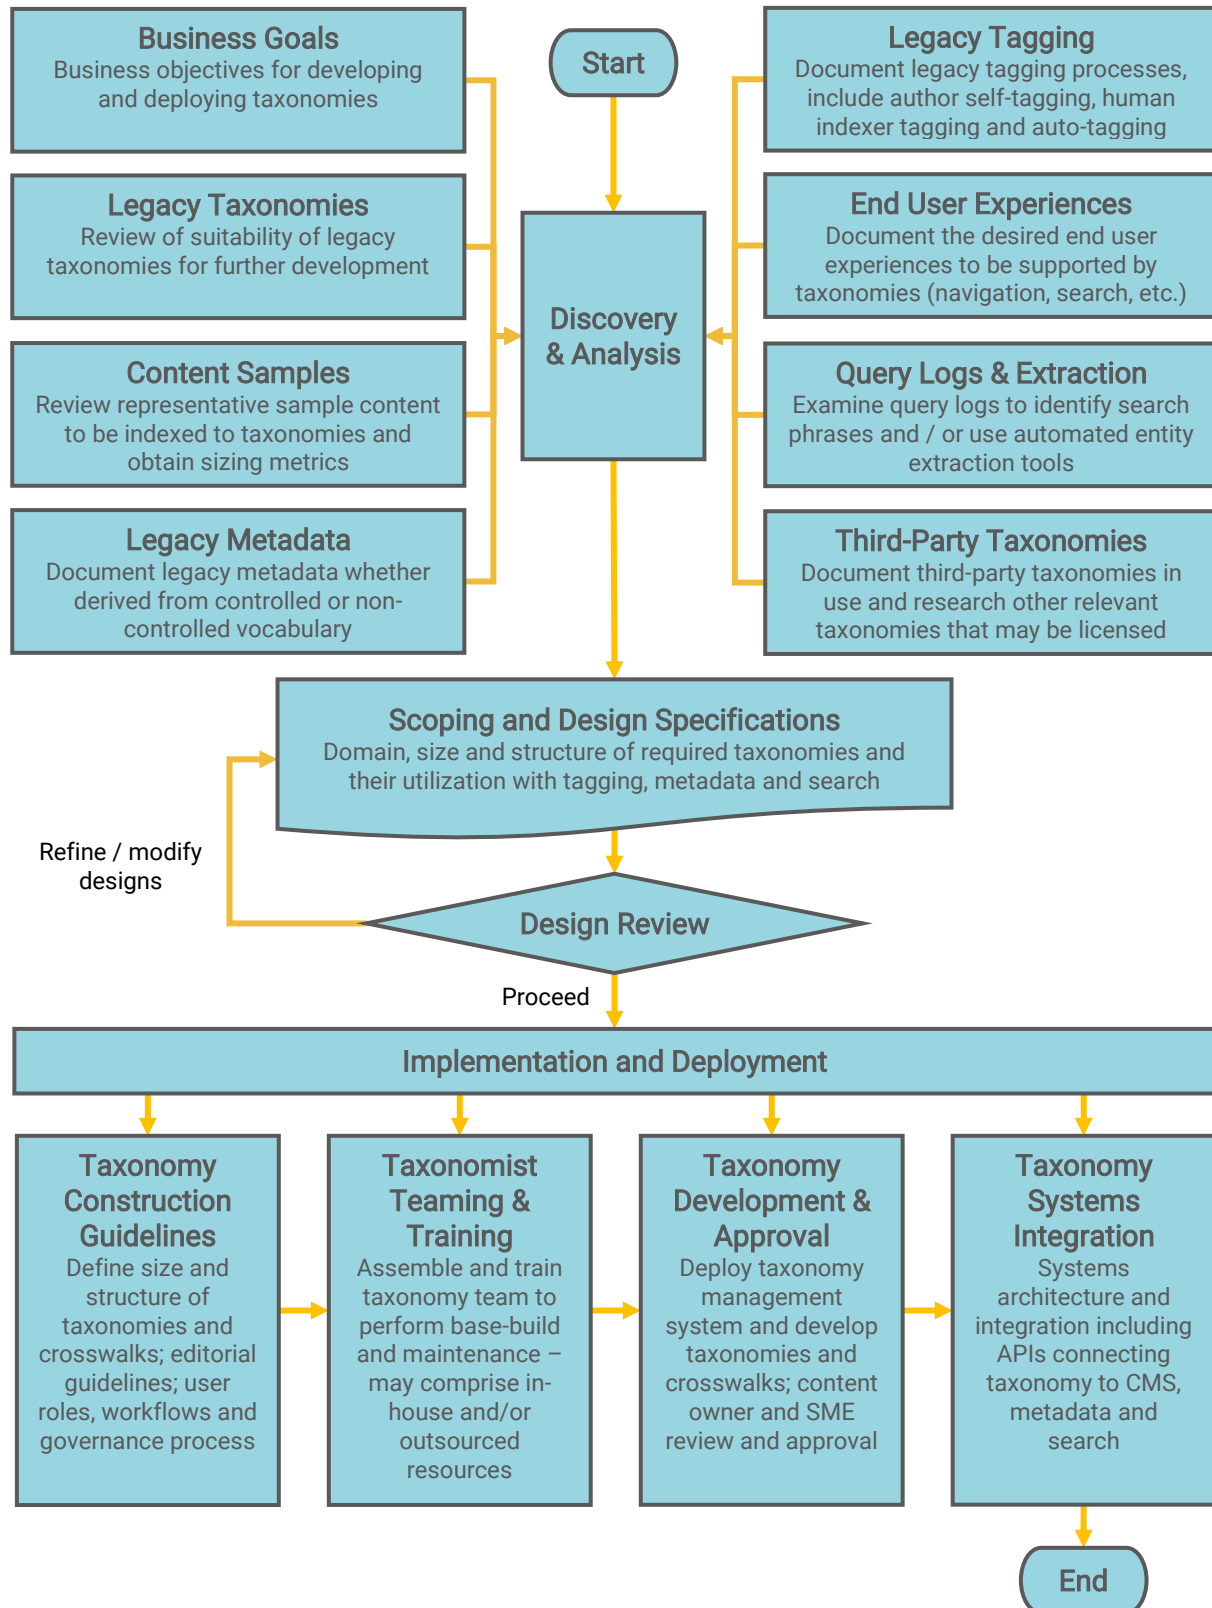 Business Goals
Business objectives for developing
and deploying taxonomies
Start
Legacy Tagging
Document legacy tagging processes,
include author self-tagging, human
indexer tagging and auto-tagging
Legacy Taxonomies
Review of suitability of legacy
taxonomies for further development
End User Experiences
Document the desired end user
experiences to be supported by
taxonomies (navigation, search, etc.)
Discovery
& Analysis
Content Samples
Review representative sample content
to be indexed to taxonomies and
obtain sizing metrics
Query Logs & Extraction
Examine query logs to identify search
phrases and / or use automated entity
extraction tools
Legacy Metadata
Document legacy metadata whether
derived from controlled or non-
controlled vocabulary
Third-Party Taxonomies
Document third-party taxonomies in
use and research other relevant
taxonomies that may be licensed
Scoping and Design Specifications
Domain, size and structure of required taxonomies and
their utilization with tagging, metadata and search
Refine / modify
designs
Design Review
Proceed
Implementation and Deployment
Taxonomy
Construction
Guidelines
Define size and
structure of
taxonomies and
crosswalks; editorial
guidelines; user
roles, workflows and
governance process
Taxonomist
Teaming &
Training
Assemble and train
taxonomy team to
perform base-build
and maintenance –
may comprise in-
house and/or
outsourced
resources
Taxonomy
Development &
Approval
Deploy taxonomy
management
system and develop
taxonomies and
crosswalks; content
owner and SME
review and approval
Taxonomy
Systems
Integration
Systems
architecture and
integration including
APIs connecting
taxonomy to CMS,
metadata and
search
End